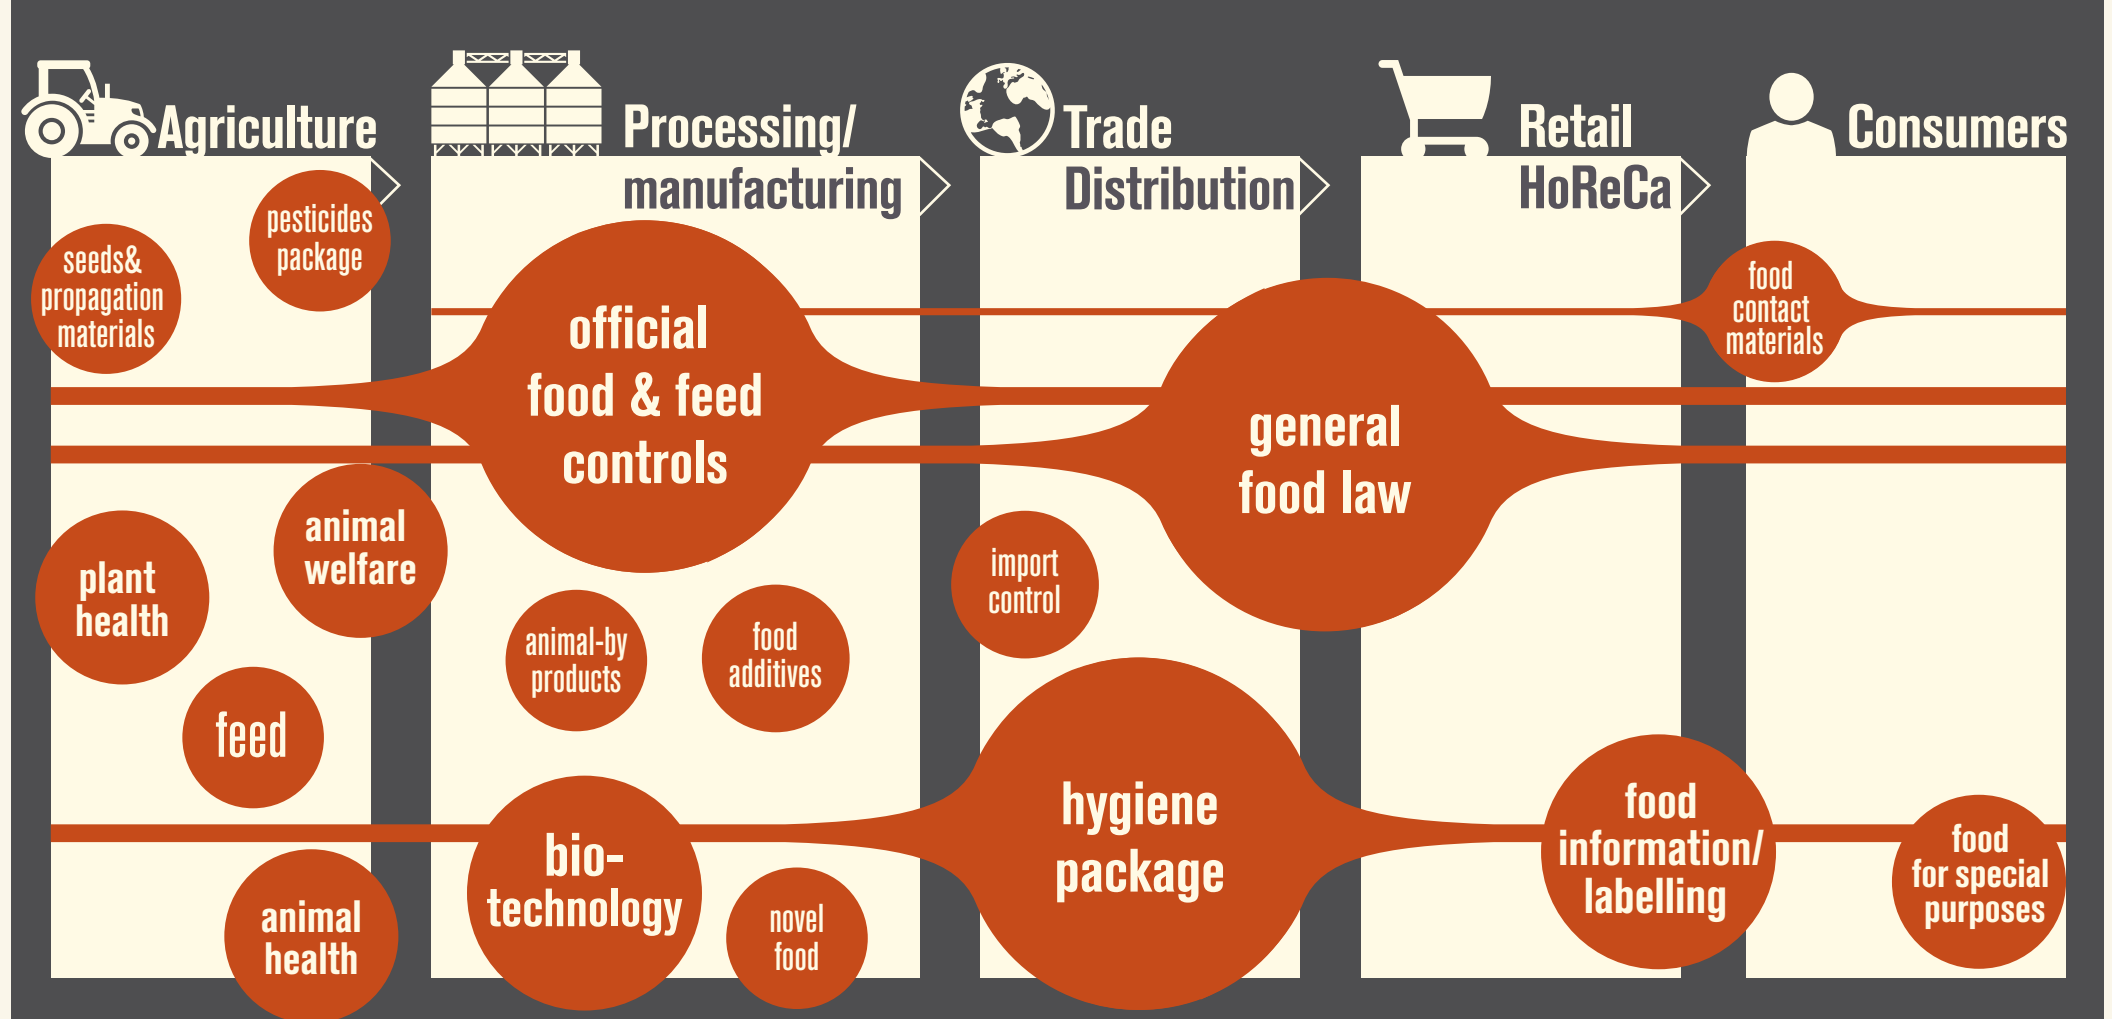 Agriculture
Processing/
manufacturing
Trade
Distribution
Retail
HoReCa
Consumers
seeds&
propagation
materials
pesticides
package
official
food & feed
controls
general
food law
food
contact
materials
plant
health
animal
welfare
feed
animal
health
animal-by
products
food
additives
bio-
technology
novel
food
import
control
hygiene
package
food
information/
labelling
food
for special
purposes